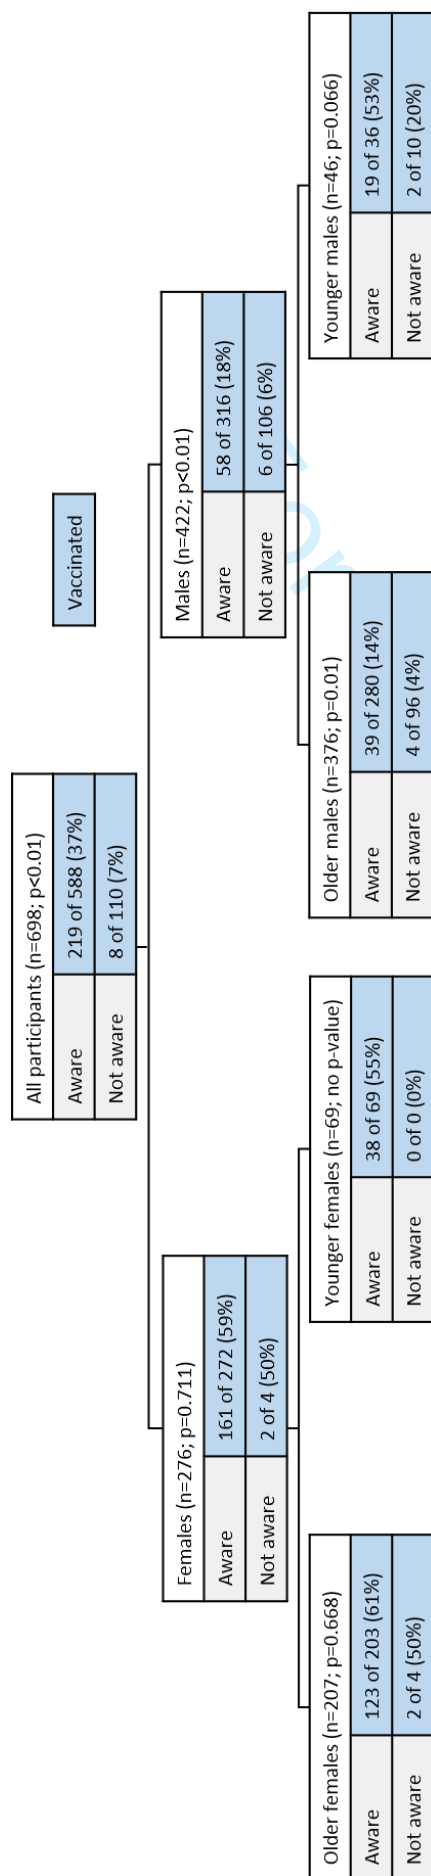 All participants (n=698; p<0.01)
Aware 219 of 588 (37%)
Not aware 8 of 110 (7%)
Vaccinated
Females (n=276; p=0.711)
Aware 161 of 272 (59%)
Not aware 2 of 4 (50%)
Males (n=422; p<0.01)
Aware 58 of 316 (18%)
Not aware 6 of 106 (6%)
Older females (n=207; p=0.668)
Aware 123 of 203 (61%)
Not aware 2 of 4 (50%)
Younger females (n=69; no p-value)
Aware 38 of 69 (55%)
Not aware 0 of 0 (0%)
Older males (n=376; p=0.01)
Aware 39 of 280 (14%)
Not aware 4 of 96 (4%)
Younger males (n=46; p=0.066)
Aware 19 of 36 (53%)
Not aware 2 of 10 (20%)